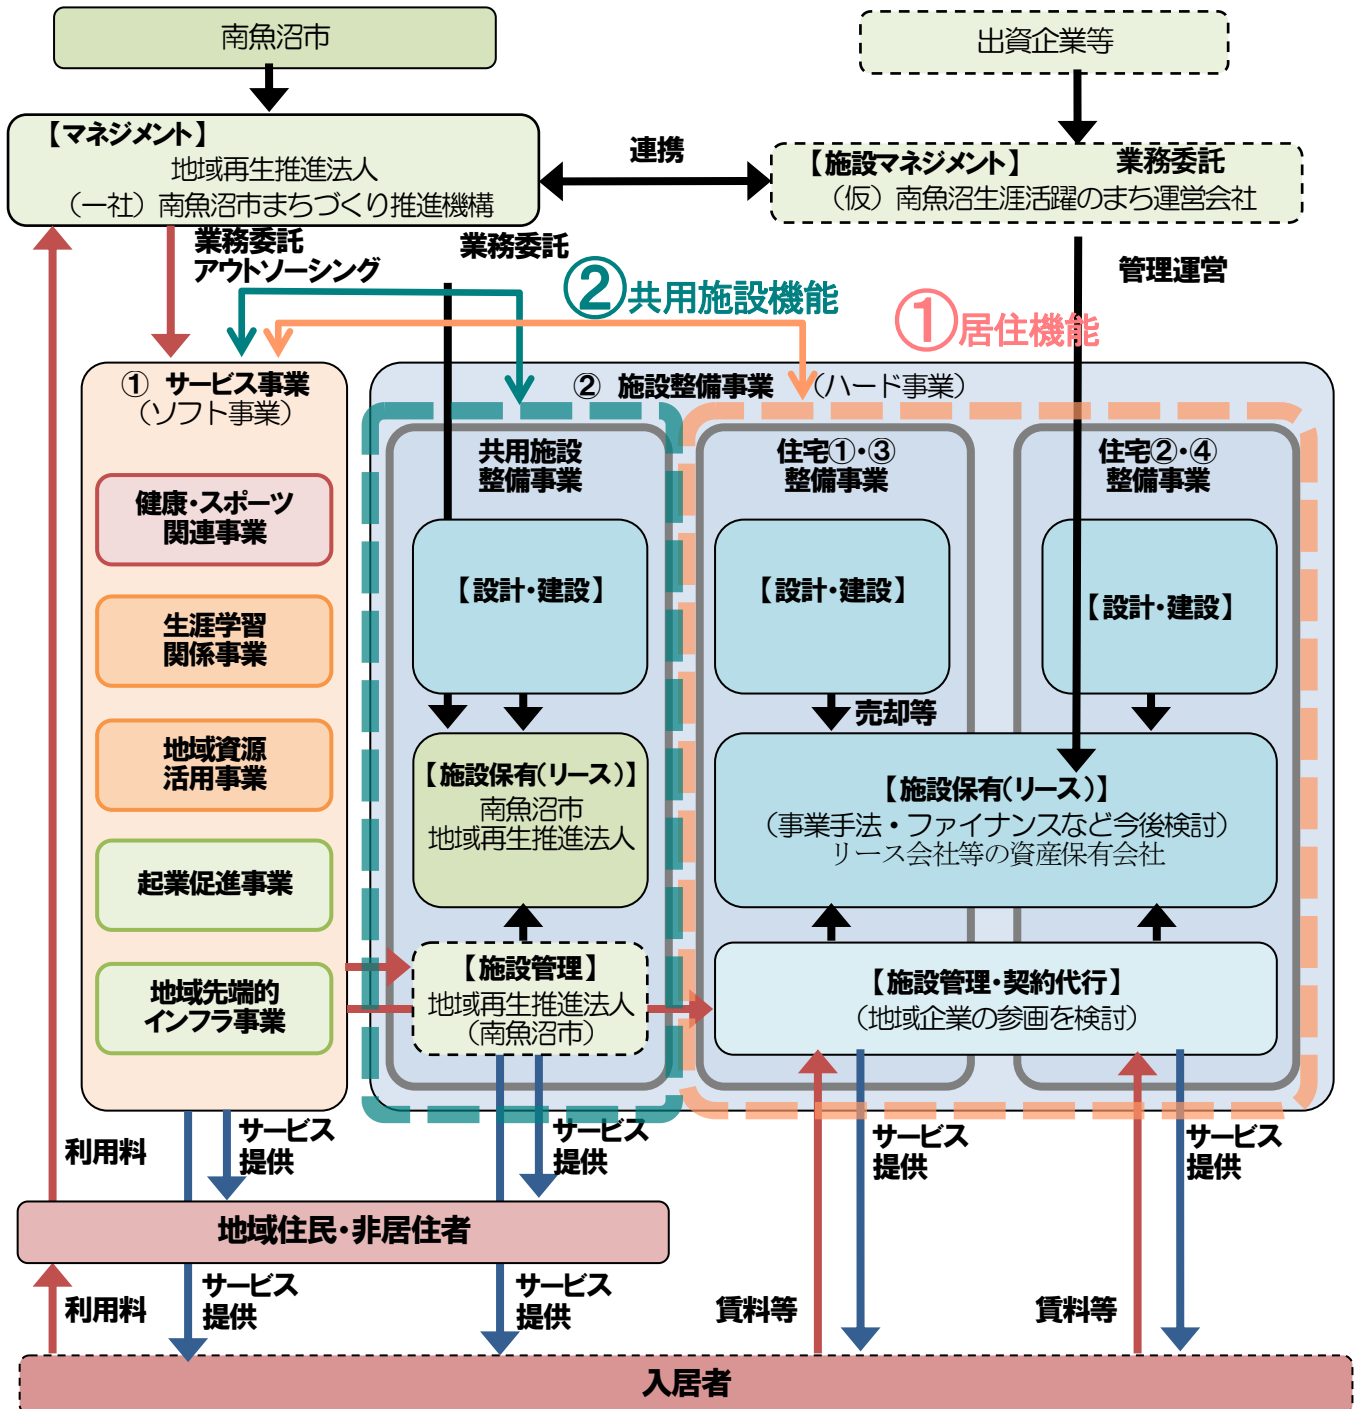 南魚沼市
出資企業等
【マネジメント】
地域再生推進法人
（一社）南魚沼市まちづくり推進機構
連携
【施設マネジメント】 業務委託
（仮）南魚沼生涯活躍のまち運営会社
業務委託
アウトソーシング
業務委託
管理運営
②共用施設機能
①居住機能
① サービス事業
（ソフト事業）
② 施設整備事業 （ハード事業）
健康・スポーツ
関連事業
生涯学習
関係事業
地域資源
活用事業
起業促進事業
地域先端的
インフラ事業
共用施設
整備事業
住宅①・③
整備事業
住宅②・④
整備事業
【設計・建設】
【設計・建設】
【設計・建設】
売却等
【施設保有(リース)】
南魚沼市
地域再生推進法人
【施設保有(リース)】
（事業手法・ファイナンスなど今後検討）
リース会社等の資産保有会社
【施設管理】
地域再生推進法人
（南魚沼市）
【施設管理・契約代行】
（地域企業の参画を検討）
利用料
サービス
提供
サービス
提供
サービス
提供
サービス
提供
地域住民・非居住者
利用料
サービス
提供
サービス
提供
賃料等
賃料等
入居者